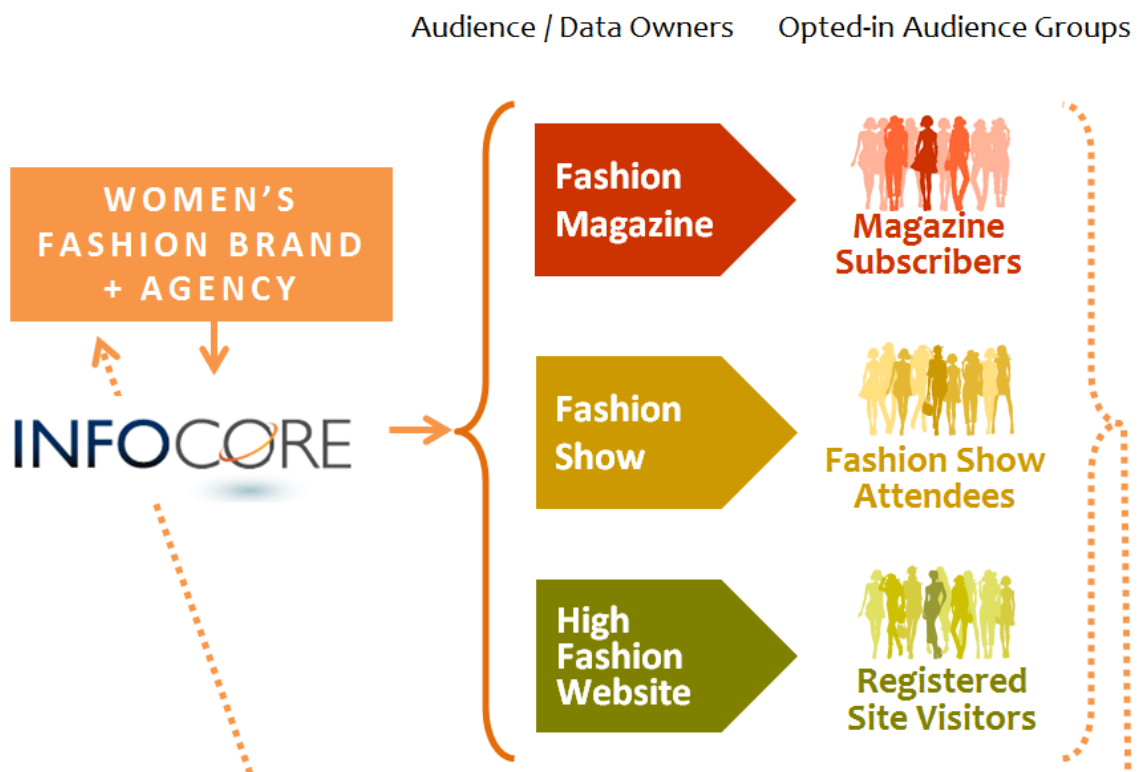 Audience / Data Owners
Opted-in Audience Groups
WOMEN'S
FASHION BRAND
+ AGENCY
INFOCORE
Fashion
Magazine
Magazine
Subscribers
Fashion
Show
Fashion Show
Attendees
High
Fashion
Website
Registered
Site Visitors